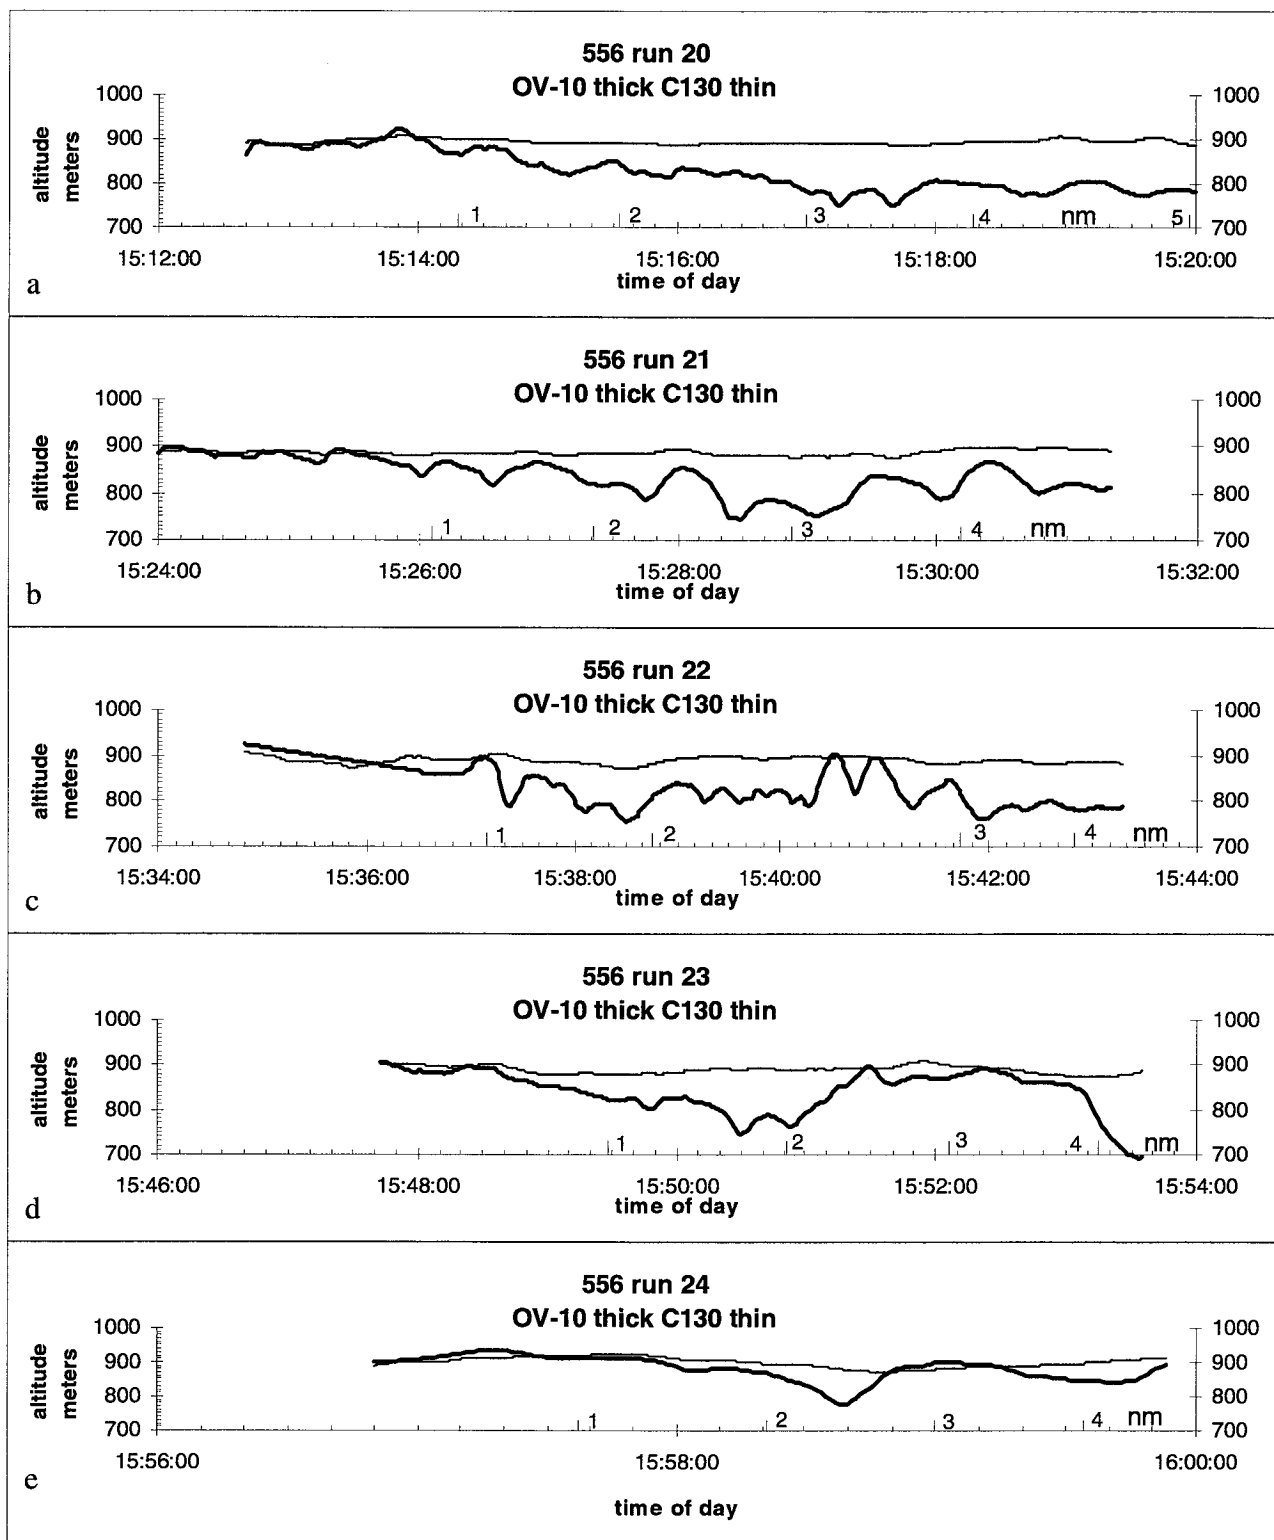 556 run 20
OV-10 thick C130 thin
altitude
meters
1000
900
800
700
1000
900
800
700
1 2 3 4 nm 5
15:12:00 15:14:00 15:16:00 15:18:00 15:20:00
time of day
a
556 run 21
OV-10 thick C130 thin
altitude
meters
1000
900
800
700
1000
900
800
700
1 2 3 4 nm
15:24:00 15:26:00 15:28:00 15:30:00 15:32:00
time of day
b
556 run 22
OV-10 thick C130 thin
altitude
meters
1000
900
800
700
1000
900
800
700
1 2 3 4 nm
15:34:00 15:36:00 15:38:00 15:40:00 15:42:00 15:44:00
time of day
c
556 run 23
OV-10 thick C130 thin
altitude
meters
1000
900
800
700
1000
900
800
700
1 2 3 4 nm
15:46:00 15:48:00 15:50:00 15:52:00 15:54:00
time of day
d
556 run 24
OV-10 thick C130 thin
altitude
meters
1000
900
800
700
1000
900
800
700
1 2 3 4 nm
15:56:00 15:58:00 16:00:00
time of day
e